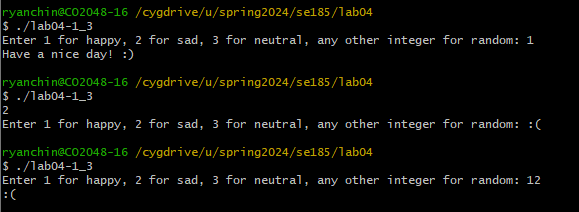 ryanchin@CO2048-16 /cygdrive/u/spring2024/se185/lab04
$ ./lab04-1_3
Enter 1 for happy, 2 for sad, 3 for neutral, any other integer for random: 1
Have a nice day! :)
ryanchin@CO2048-16 /cygdrive/u/spring2024/se185/lab04
$ ./lab04-1_3
2
Enter 1 for happy, 2 for sad, 3 for neutral, any other integer for random: :(
ryanchin@CO2048-16 /cygdrive/u/spring2024/se185/lab04
$ ./lab04-1_3
Enter 1 for happy, 2 for sad, 3 for neutral, any other integer for random: 12
:(